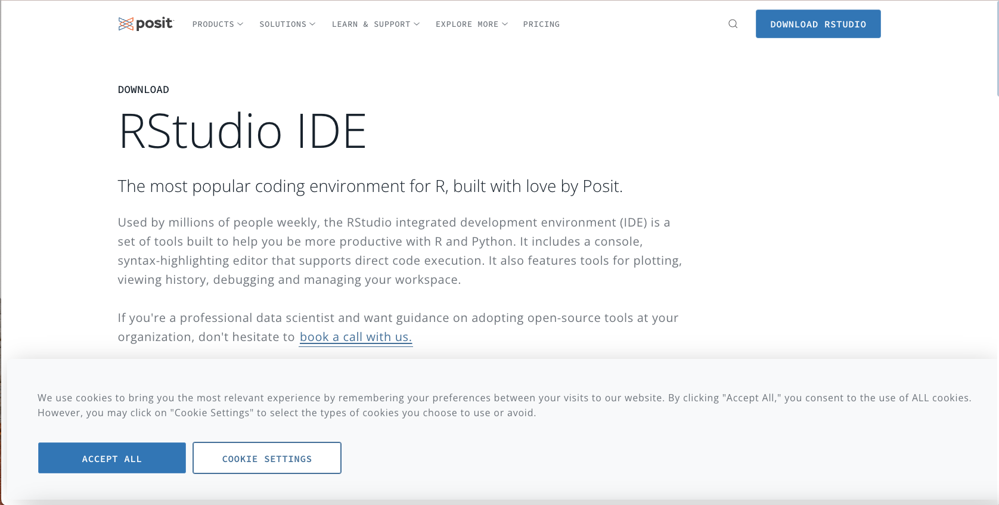 posit
PRODUCTS
SOLUTIONS
LEARN & SUPPORT
EXPLORE MORE
PRICING
DOWNLOAD RSTUDIO
DOWNLOAD
RStudio IDE
The most popular coding environment for R, built with love by Posit.
Used by millions of people weekly, the RStudio integrated development environment (IDE) is a
set of tools built to help you be more productive with R and Python. It includes a console,
syntax-highlighting editor that supports direct code execution. It also features tools for plotting,
viewing history, debugging and managing your workspace.
If you're a professional data scientist and want guidance on adopting open-source tools at your
organization, don't hesitate to book a call with us.
We use cookies to bring you the most relevant experience by remembering your preferences between your visits to our website. By clicking "Accept All," you consent to the use of ALL cookies.
However, you may click on "Cookie Settings" to select the types of cookies you choose to use or avoid.
ACCEPT ALL
COOKIE SETTINGS